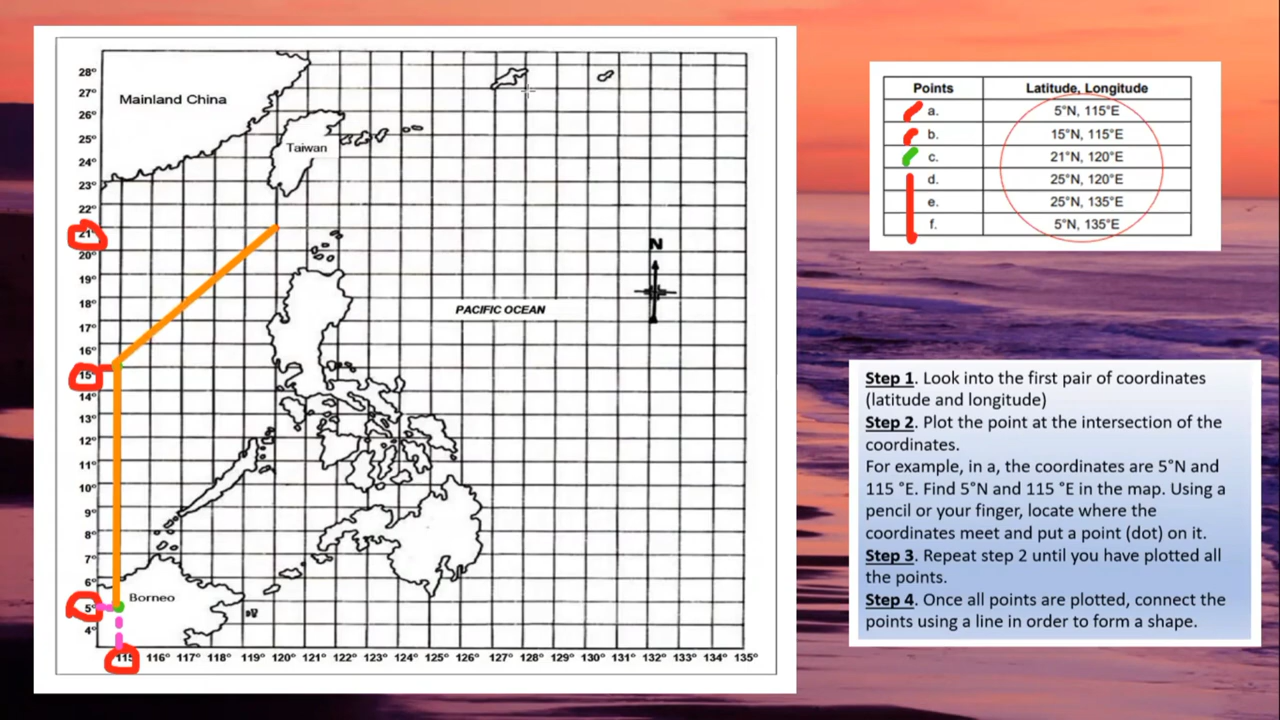 28°
27°
26°
25°
24°
23°
22°
21°
20°
19°
18°
17°
16°
15°
14°
13°
12°
11°
10°
9°
8°
7°
6°
5°
4°
Mainland China
Taiwan
N
PACIFIC OCEAN
Borneo
115 116° 117° 118° 119° 120° 121° 122° 123° 124° 125° 126° 127° 128° 129° 130° 131° 132° 133° 134° 135°
Points Latitude, Longitude
a. 5°N, 115°E
b. 15°N, 115°E
c. 21°N, 120°E
d. 25°N, 120°E
e. 25°N, 135°E
f. 5°N, 135°E
Step 1. Look into the first pair of coordinates
(latitude and longitude)
Step 2. Plot the point at the intersection of the
coordinates.
For example, in a, the coordinates are 5°N and
115 °E. Find 5°N and 115 °E in the map. Using a
pencil or your finger, locate where the
coordinates meet and put a point (dot) on it.
Step 3. Repeat step 2 until you have plotted all
the points.
Step 4. Once all points are plotted, connect the
points using a line in order to form a shape.